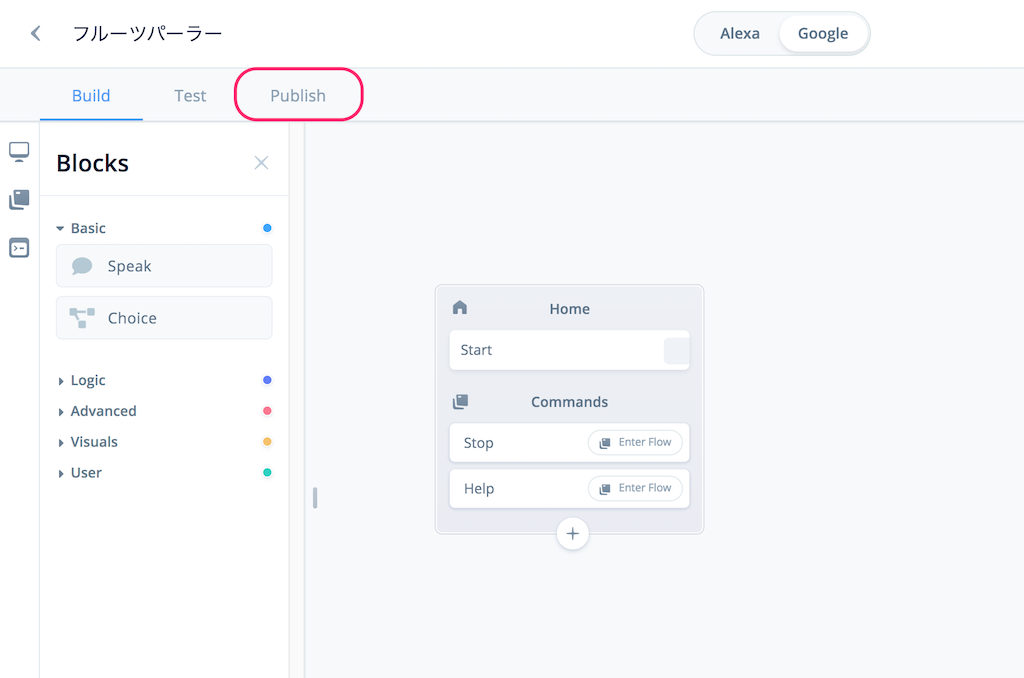 フルーツパーラー
Alexa
Google
Build
Test
Publish
Blocks
Basic
Speak
Choice
Logic
Advanced
Visuals
User
Home
Start
Commands
Stop
Enter Flow
Help
Enter Flow